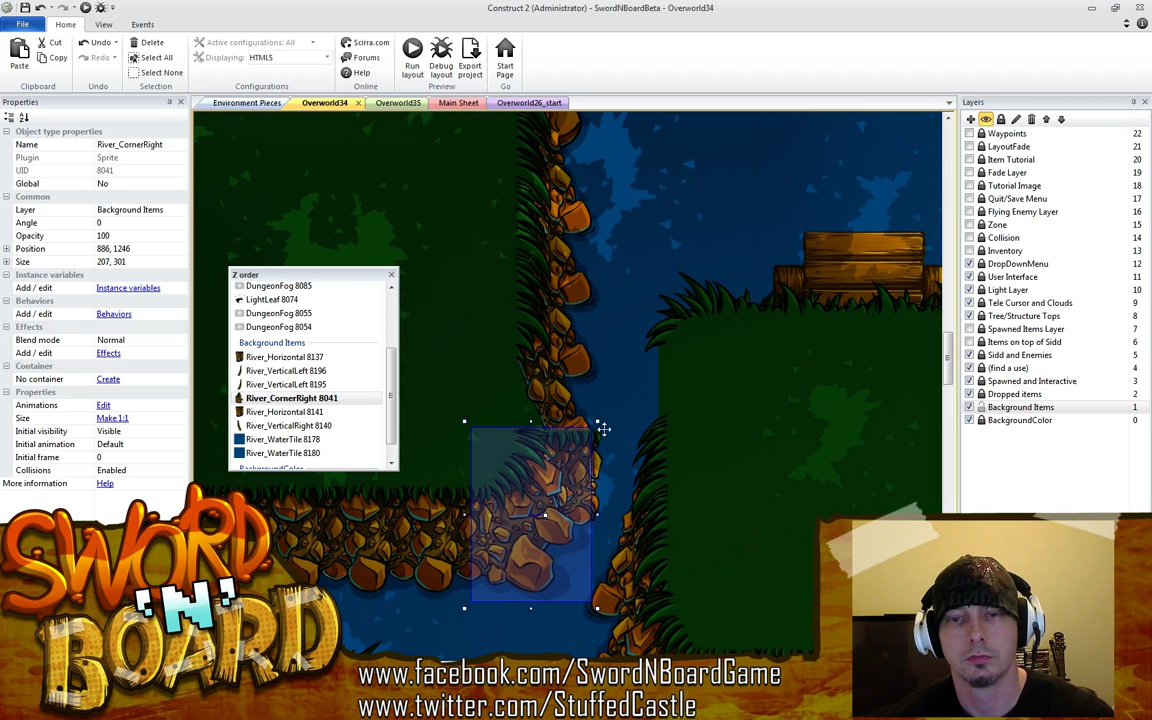 Construct 2 (Administrator) - SwordNBoardBeta - Overworld34
File
Home
View
Events
Paste
Cut
Copy
Clipboard
Undo
Redo
Undo
Delete
Select All
Select None
Selection
Active configurations: All
Displaying: HTML5
Configurations
Scirra.com
Forums
Help
Online
Run layout
Debug layout
Export project
Preview
Start Page
Go
Properties
Object type properties
Name River_CornerRight
Plugin Sprite
UID 8041
Global No
Common
Layer Background Items
Angle 0
Opacity 100
Position 886, 1246
Size 207, 301
Instance variables
Add / edit Instance variables
Behaviors
Add / edit Behaviors
Effects
Blend mode Normal
Add / edit Effects
Container
No container Create
Properties
Animations Edit
Size Make 1:1
Initial visibility Visible
Initial animation Default
Initial frame 0
Collisions Enabled
More information Help
Environment Pieces
Overworld34
Overworld35
Main Sheet
Overworld26_start
Z order
DungeonFog 8085
LightLeaf 8074
DungeonFog 8055
DungeonFog 8054
Background Items
River_Horizontal 8137
River_VerticalLeft 8196
River_VerticalLeft 8195
River_CornerRight 8041
River_Horizontal 8141
River_VerticalRight 8140
River_WaterTile 8178
River_WaterTile 8180
BackgroundColor
Layers
Waypoints 22
LayoutFade 21
Item Tutorial 20
Fade Layer 19
Tutorial Image 18
Quit/Save Menu 17
Flying Enemy Layer 16
Zone 15
Collision 14
Inventory 13
DropDownMenu 12
User Interface 11
Light Layer 10
Tele Cursor and Clouds 9
Tree/Structure Tops 8
Spawned Items Layer 7
Items on top of Sidd 6
Sidd and Enemies 5
(find a use) 4
Spawned and Interactive 3
Dropped items 2
Background Items 1
BackgroundColor 0
SWORD
'N'
BOARD
www.facebook.com/SwordNBoardGame
www.twitter.com/StuffedCastle